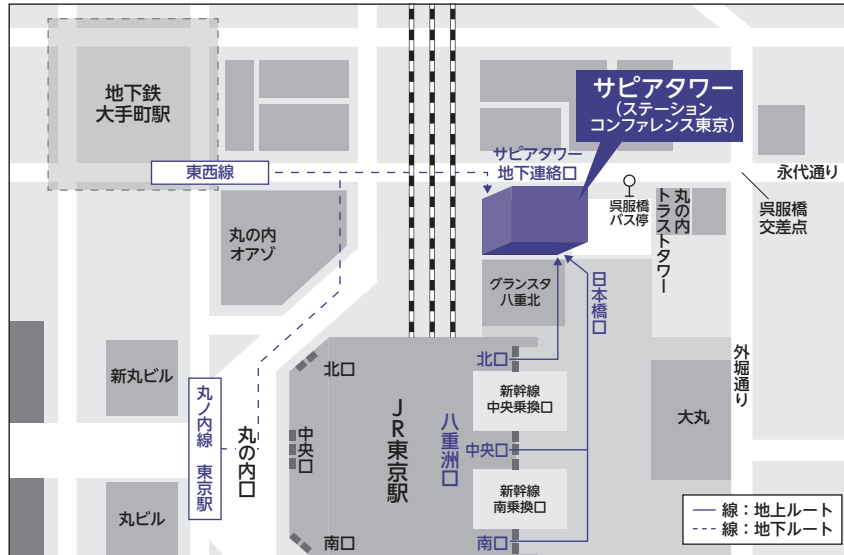 地下鉄
大手町駅
サピアタワー
(ステーション
コンファレンス東京)
東西線
サピアタワー
地下連絡口
永代通り
呉服橋
バス停
丸の内
トラストタワー
呉服橋
交差点
丸の内
オアゾ
グランスタ
八重北
日本橋口
外堀通り
新丸ビル
丸ノ内線 東京駅
丸の内口
北口
中央口
南口
JR東京駅
八重洲口
北口
新幹線
中央乗換口
中央口
新幹線
南乗換口
南口
大丸
丸ビル
線:地上ルート
線:地下ルート